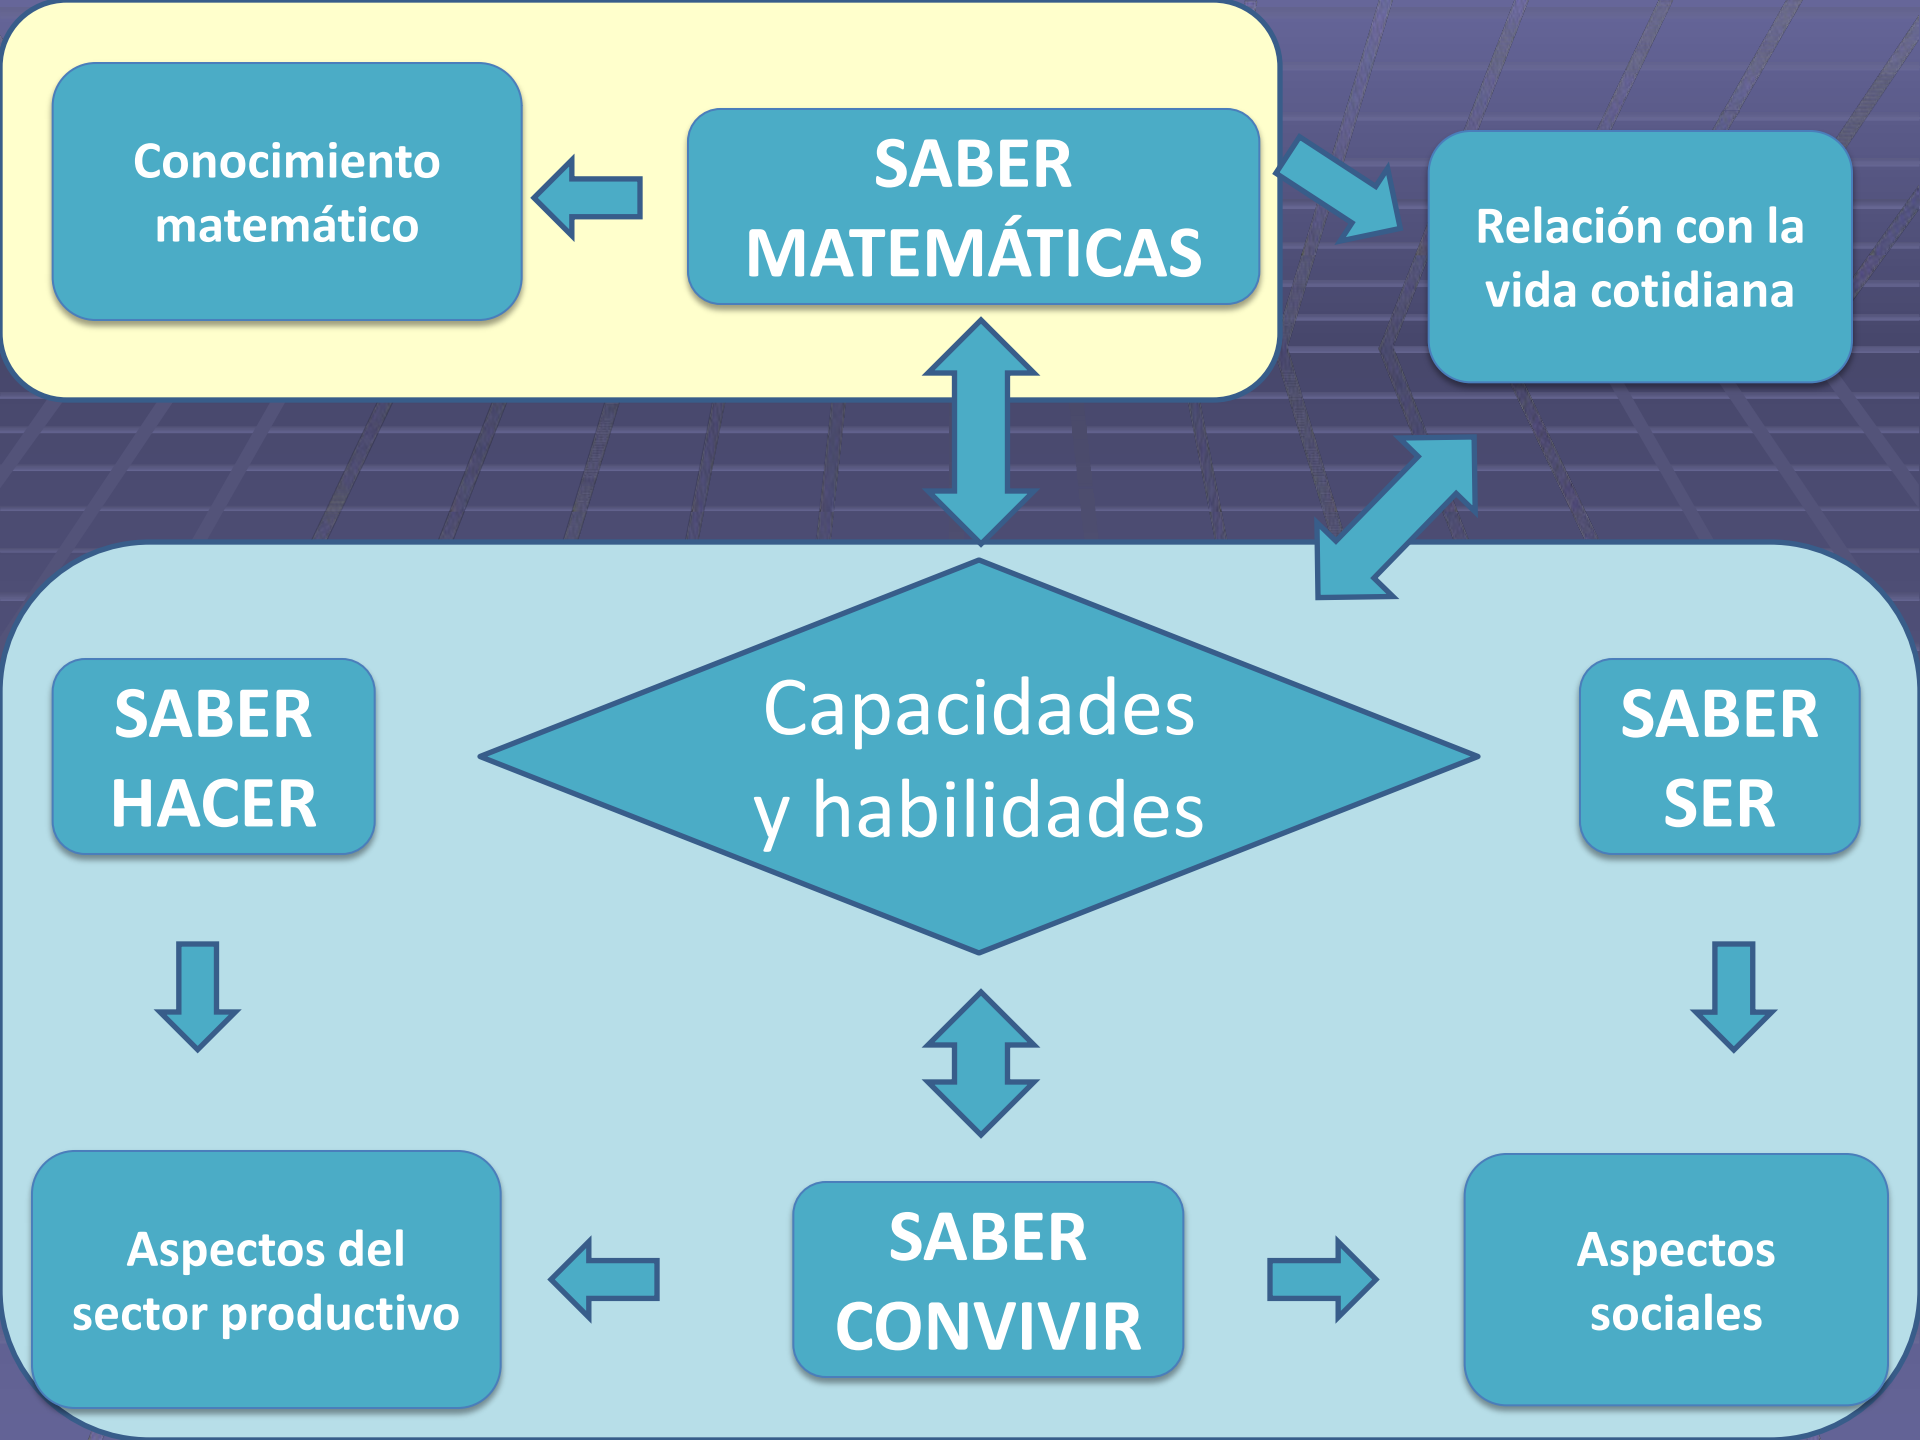 Conocimiento
matemático
SABER
MATEMÁTICAS
Relación con la
vida cotidiana
SABER
HACER
Capacidades
y habilidades
SABER
SER
Aspectos del
sector productivo
SABER
CONVIVIR
Aspectos
sociales